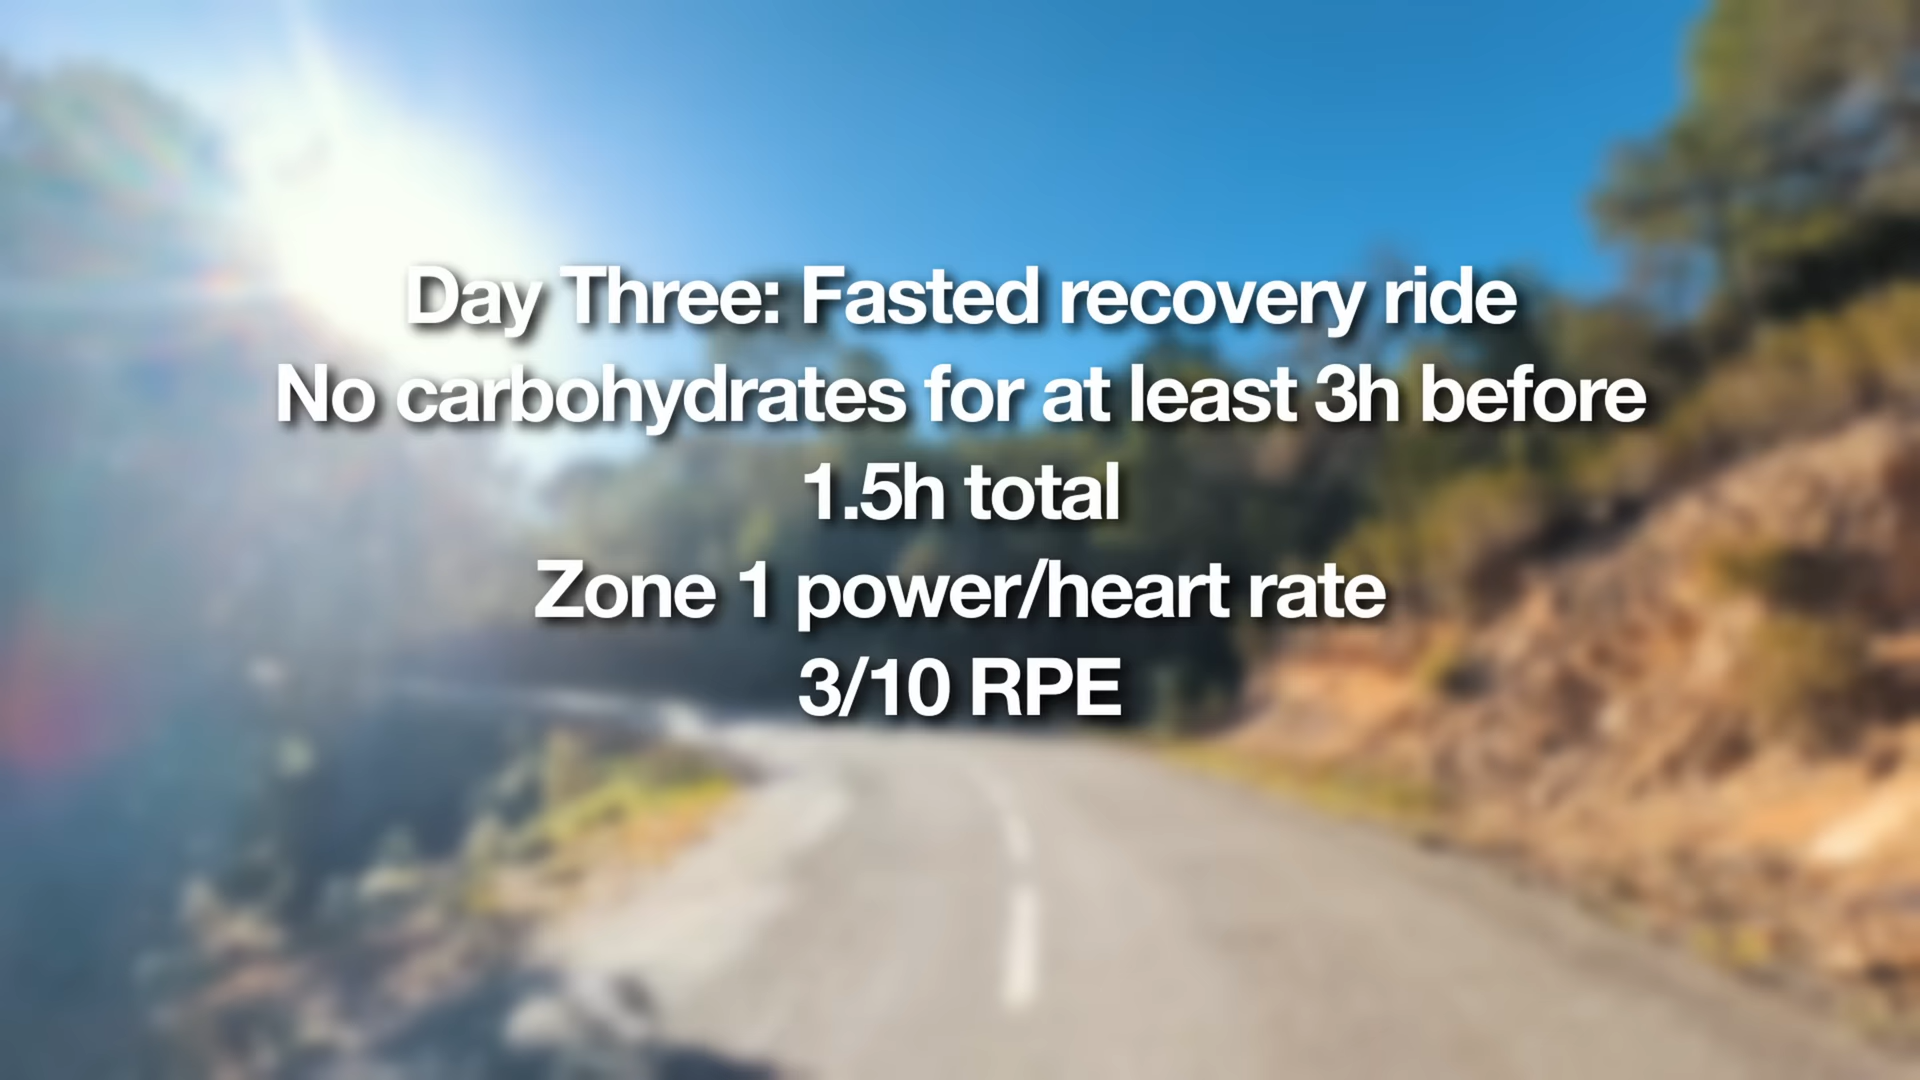 Day Three: Fasted recovery ride
No carbohydrates for at least 3h before
1.5h total
Zone 1 power/heart rate
3/10 RPE